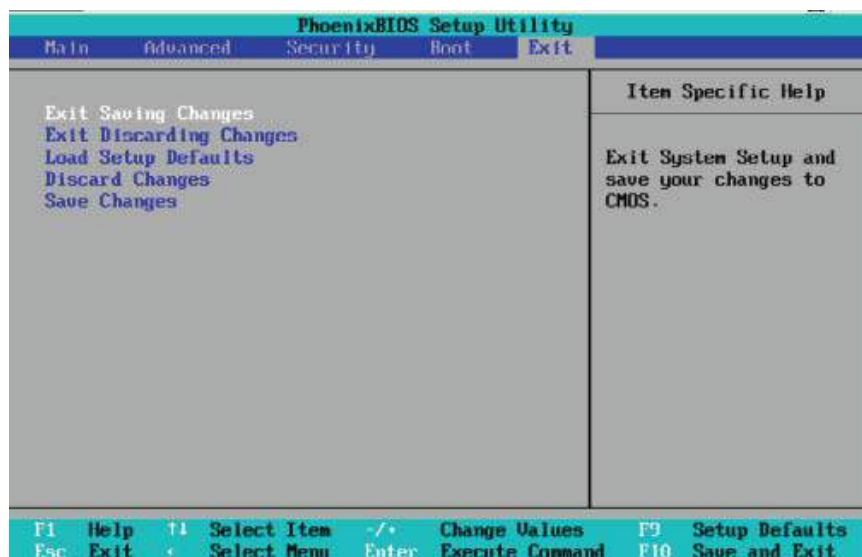 PhoenixBIOS Setup Utility
Main Advanced Security Boot Exit
Item Specific Help
Exit Saving Changes
Exit Discarding Changes
Load Setup Defaults
Discard Changes
Save Changes
Exit System Setup and
save your changes to
CMOS.
F1 Help ↑↓ Select Item -/+ Change Values F9 Setup Defaults
Esc Exit Select Menu Enter Execute Command F10 Save and Exit